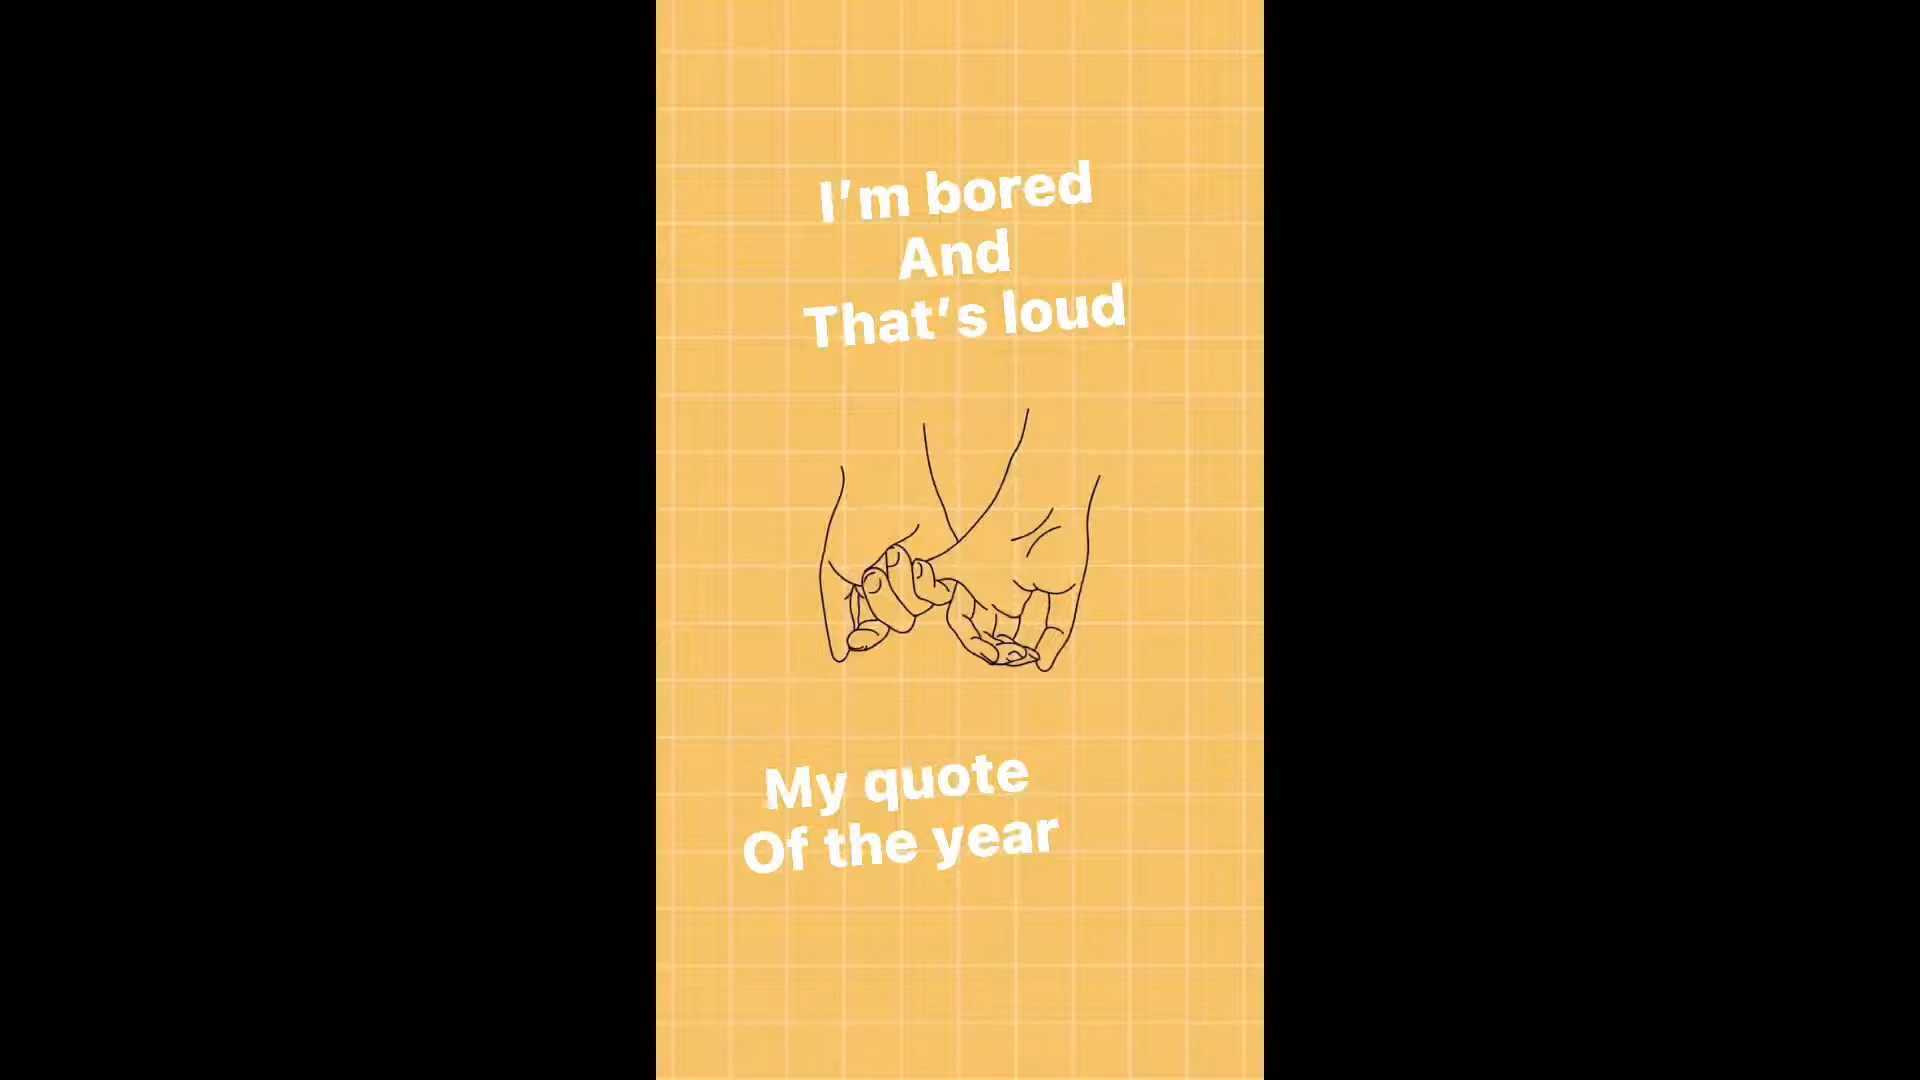 I'm bored
And
That's loud
My quote
Of the year